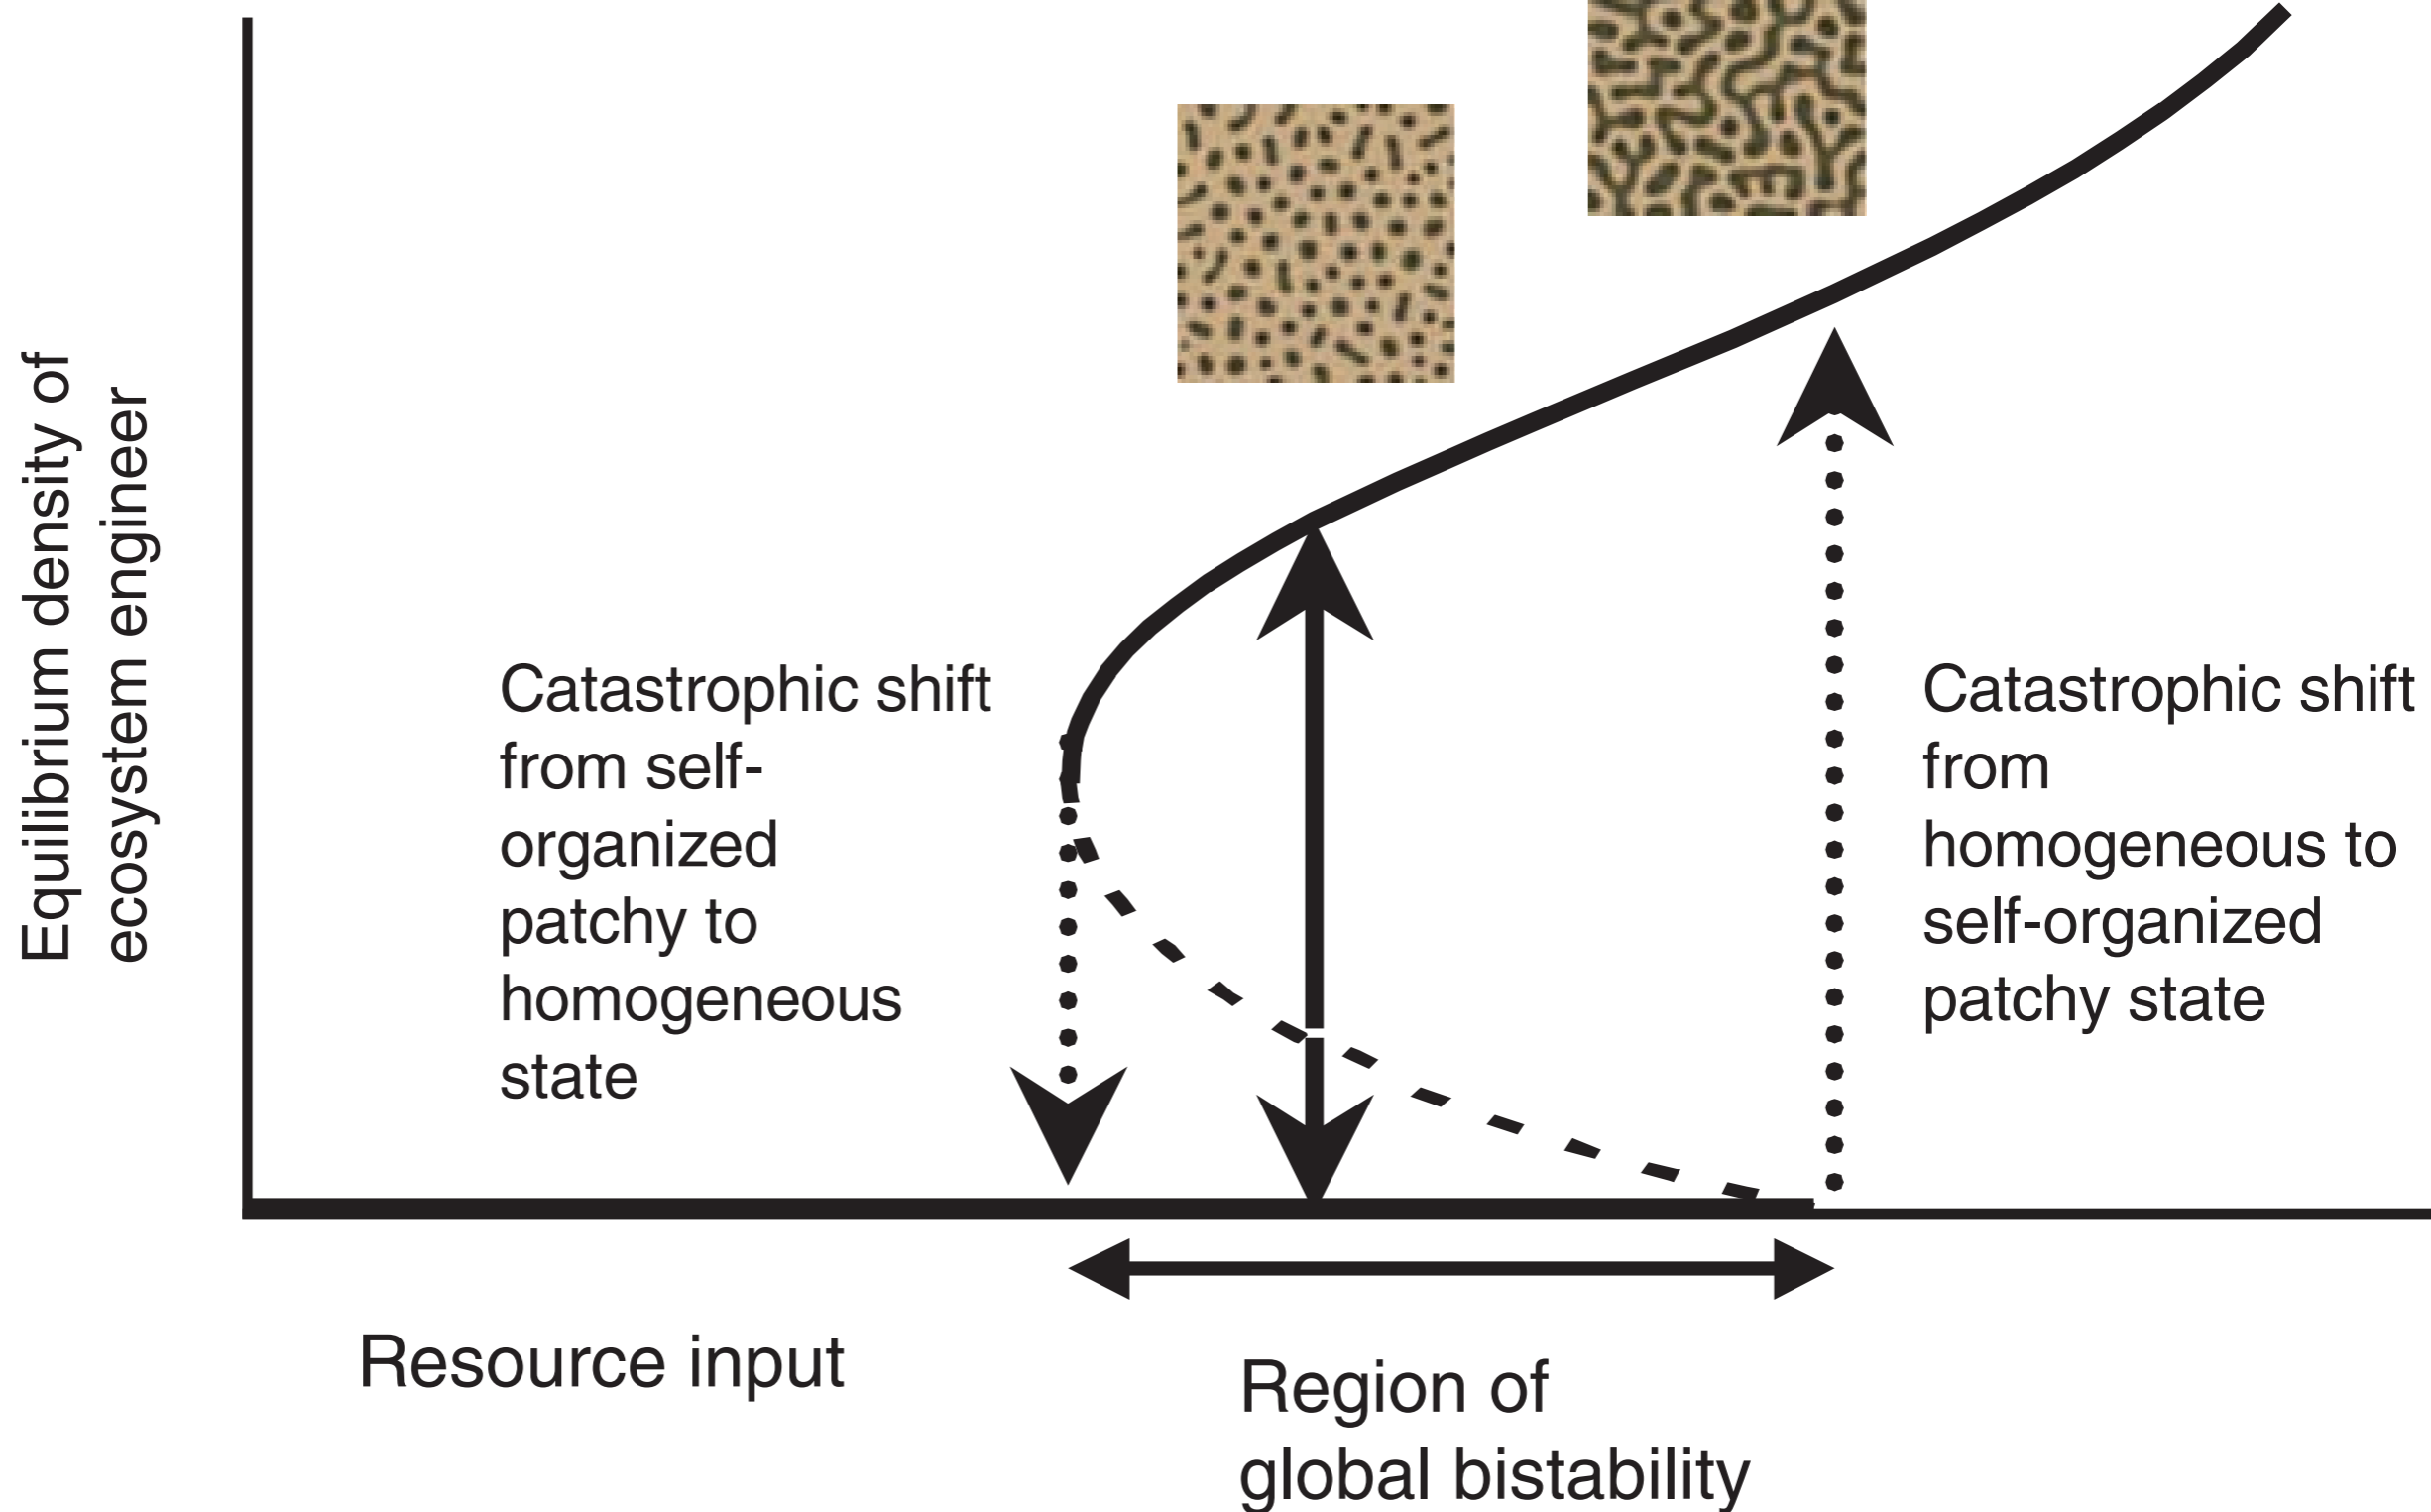 Equilibrium density of
ecosystem engineer
Catastrophic shift
from self-
organized
patchy to
homogeneous
state
Catastrophic shift
from
homogeneous to
self-organized
patchy state
Resource input
Region of
global bistability